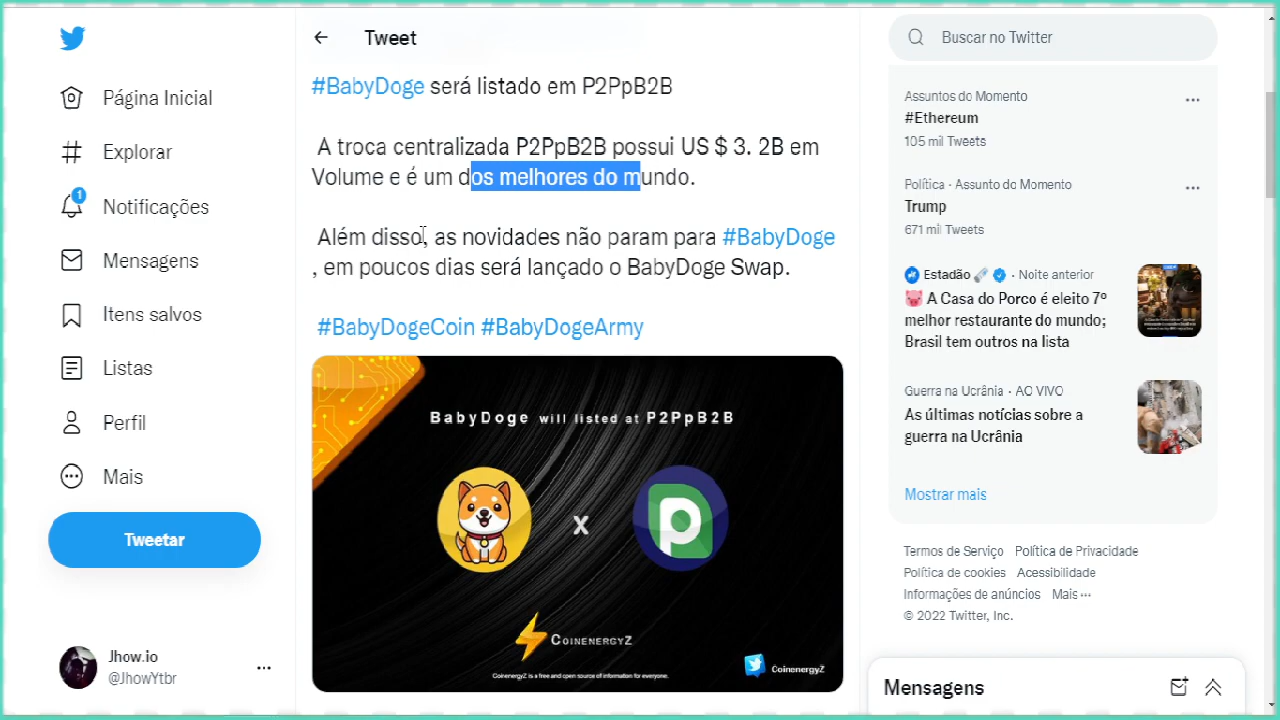 Página Inicial
Explorar
1
Notificações
Mensagens
Itens salvos
Listas
Perfil
Mais
Tweetar
Jhow.io
@JhowYtbr
Tweet
#BabyDoge será listado em P2PpB2B
A troca centralizada P2PpB2B possui US $ 3. 2B em
Volume e é um dos melhores do mundo.
Além disso, as novidades não param para #BabyDoge
, em poucos dias será lançado o BabyDoge Swap.
#BabyDogeCoin #BabyDogeArmy
BabyDoge will listed at P2PpB2B
X
CoinenergyZ
CoinenergyZ is a free and open source of information for everyone.
CoinenergyZ
Buscar no Twitter
Assuntos do Momento
#Ethereum
105 mil Tweets
Política · Assunto do Momento
Trump
671 mil Tweets
Estadão · Noite anterior
A Casa do Porco é eleito 7º
melhor restaurante do mundo;
Brasil tem outros na lista
Guerra na Ucrânia · AO VIVO
As últimas notícias sobre a
guerra na Ucrânia
Mostrar mais
Termos de Serviço Política de Privacidade
Política de cookies Acessibilidade
Informações de anúncios Mais ···
© 2022 Twitter, Inc.
Mensagens